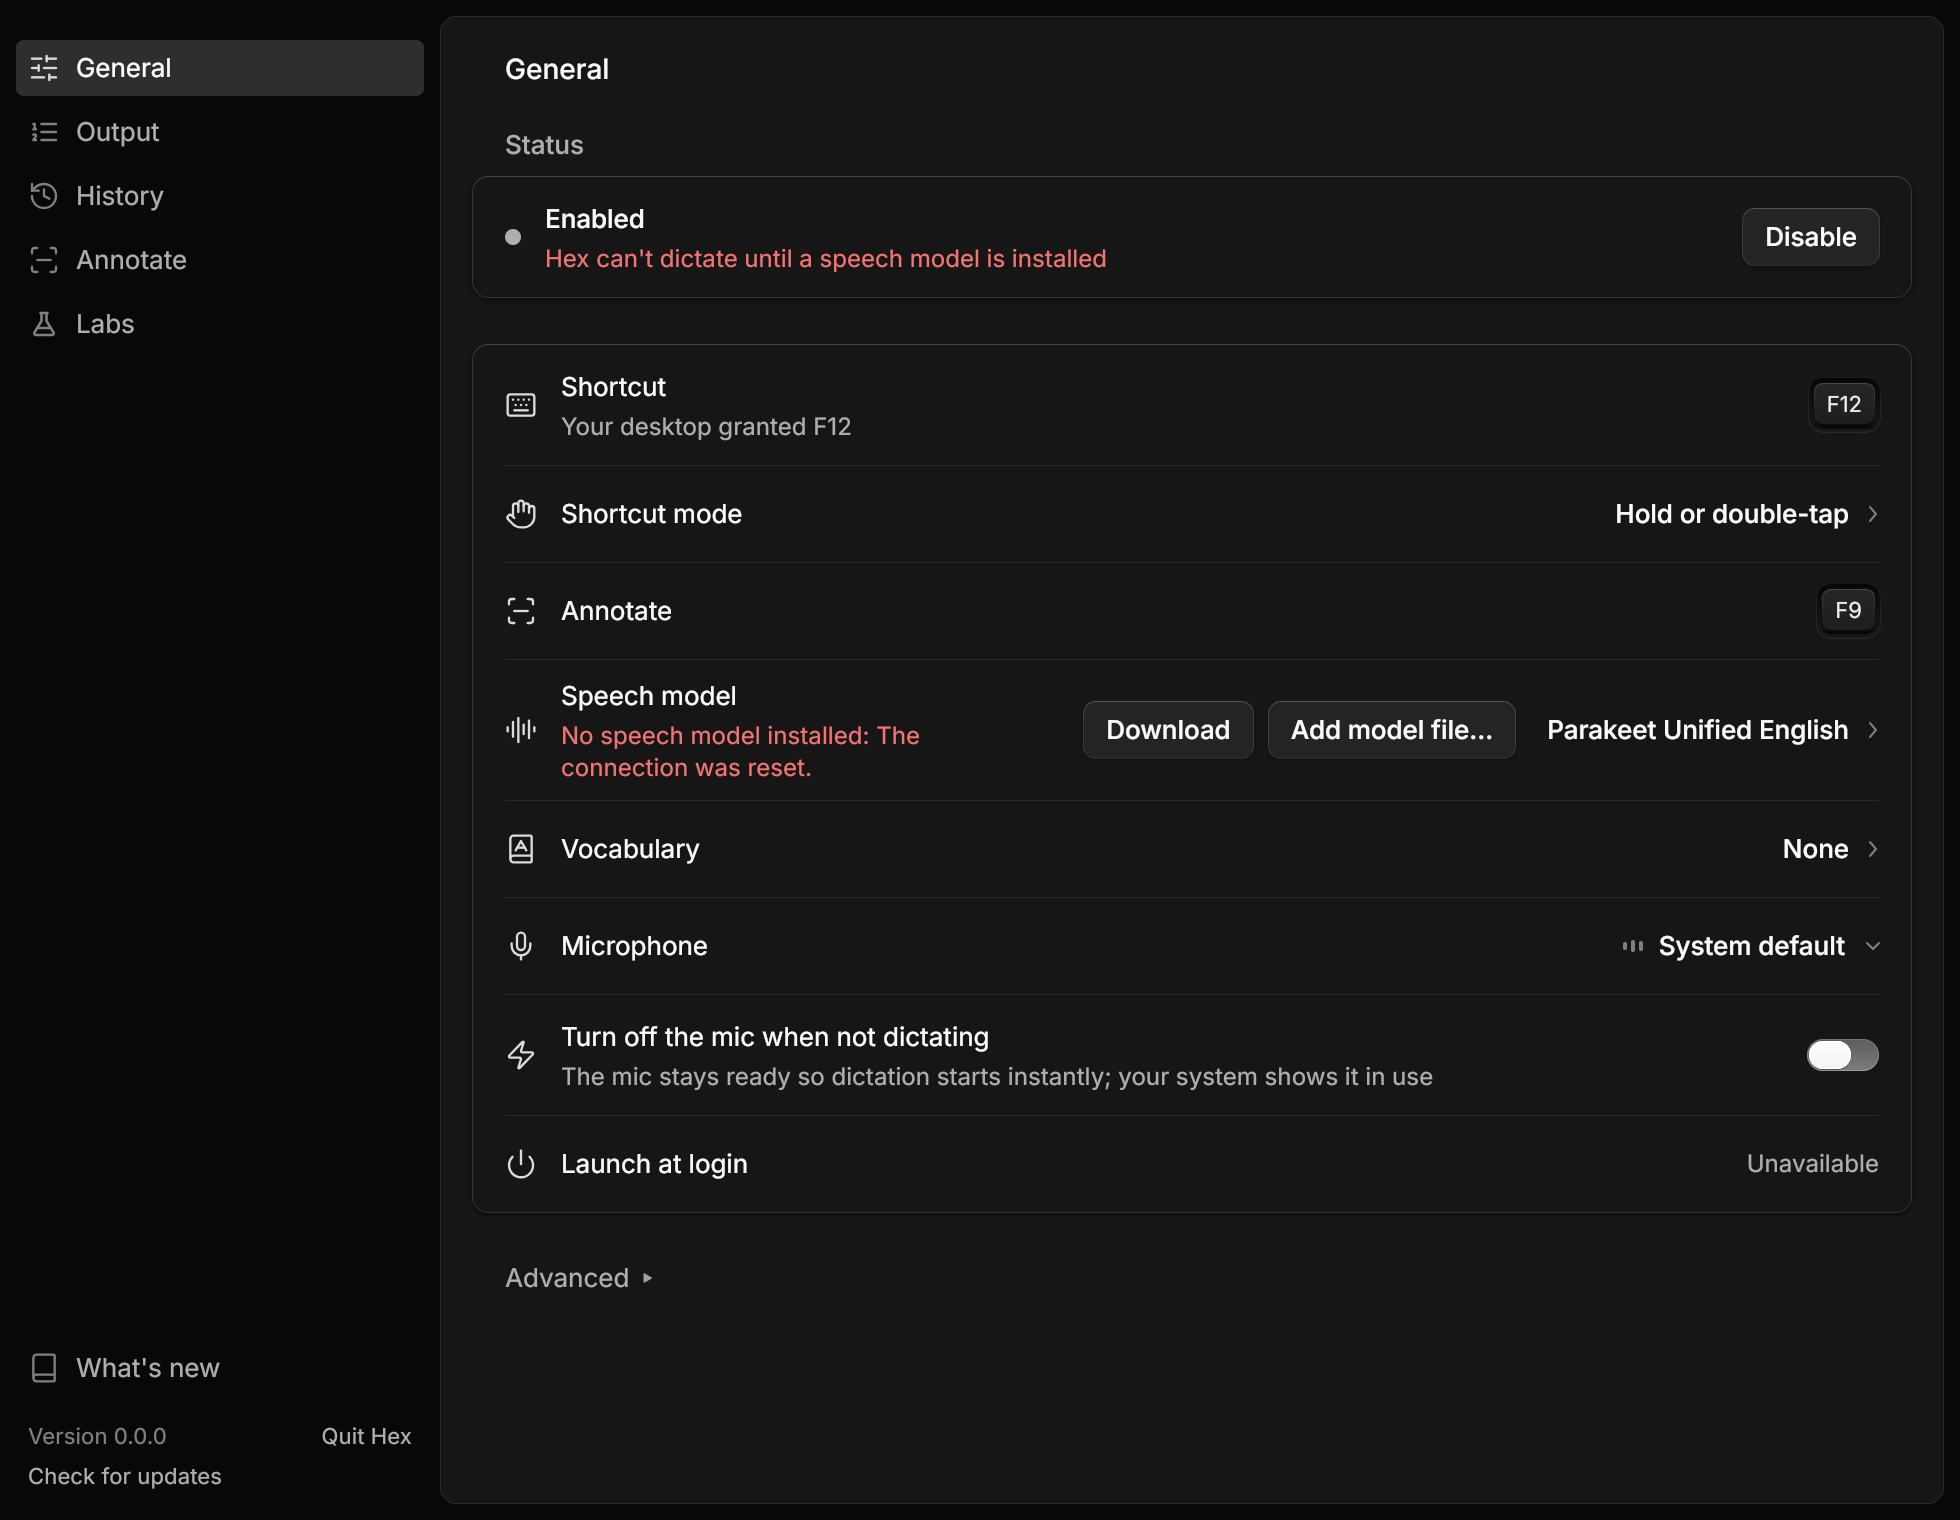 General
Output
History
Annotate
Labs
What's new
Version 0.0.0
Quit Hex
Check for updates
General
Status
Enabled
Hex can't dictate until a speech model is installed
Disable
Shortcut
Your desktop granted F12
F12
Shortcut mode
Hold or double-tap
Annotate
F9
Speech model
No speech model installed: The
connection was reset.
Download
Add model file...
Parakeet Unified English
Vocabulary
None
Microphone
System default
Turn off the mic when not dictating
The mic stays ready so dictation starts instantly; your system shows it in use
Launch at login
Unavailable
Advanced